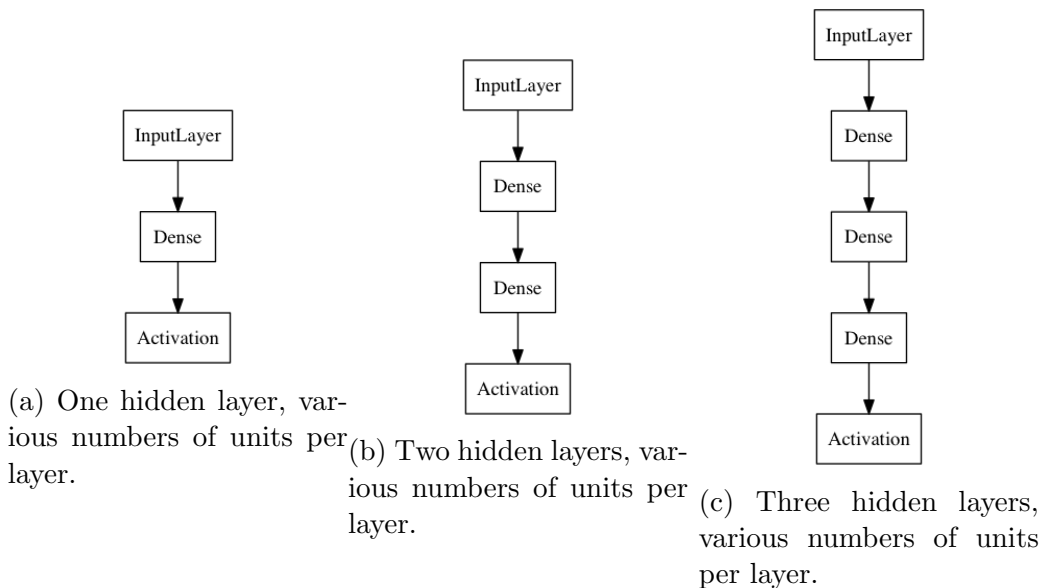 InputLayer
Dense
Activation
(a) One hidden layer, var-
ious numbers of units per
layer.
InputLayer
Dense
Dense
Activation
(b) Two hidden layers, var-
ious numbers of units per
layer.
InputLayer
Dense
Dense
Dense
Activation
(c) Three hidden layers,
various numbers of units
per layer.